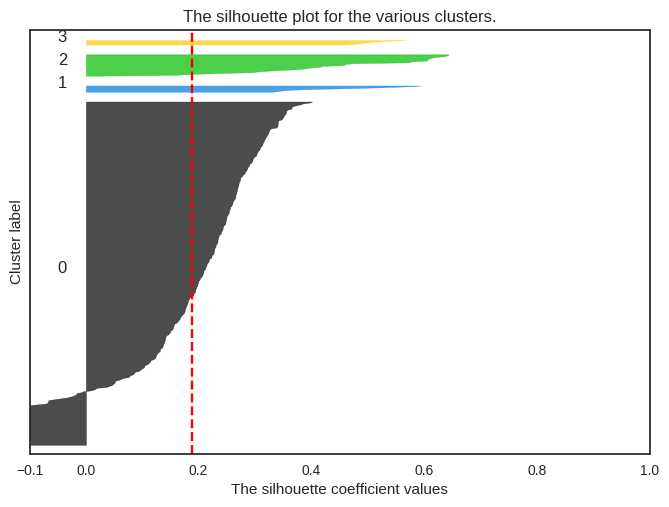 The silhouette plot for the various clusters.
3
2
1
0
Cluster label
−0.1 0.0 0.2 0.4 0.6 0.8 1.0
The silhouette coefficient values